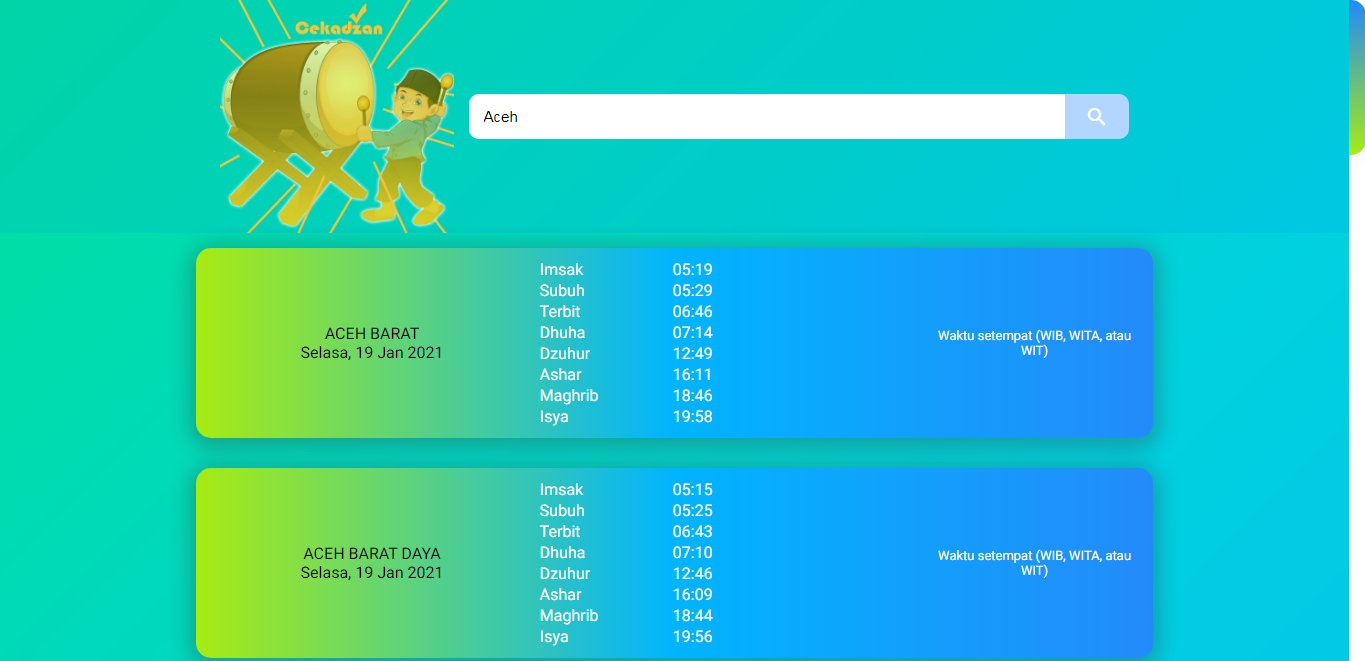 Cekadzan
Aceh
Imsak 05:19
Subuh 05:29
Terbit 06:46
ACEH BARAT
Selasa, 19 Jan 2021
Dhuha 07:14
Dzuhur 12:49
Ashar 16:11
Maghrib 18:46
Isya 19:58
Waktu setempat (WIB, WITA, atau
WIT)
Imsak 05:15
Subuh 05:25
Terbit 06:43
ACEH BARAT DAYA
Selasa, 19 Jan 2021
Dhuha 07:10
Dzuhur 12:46
Ashar 16:09
Maghrib 18:44
Isya 19:56
Waktu setempat (WIB, WITA, atau
WIT)